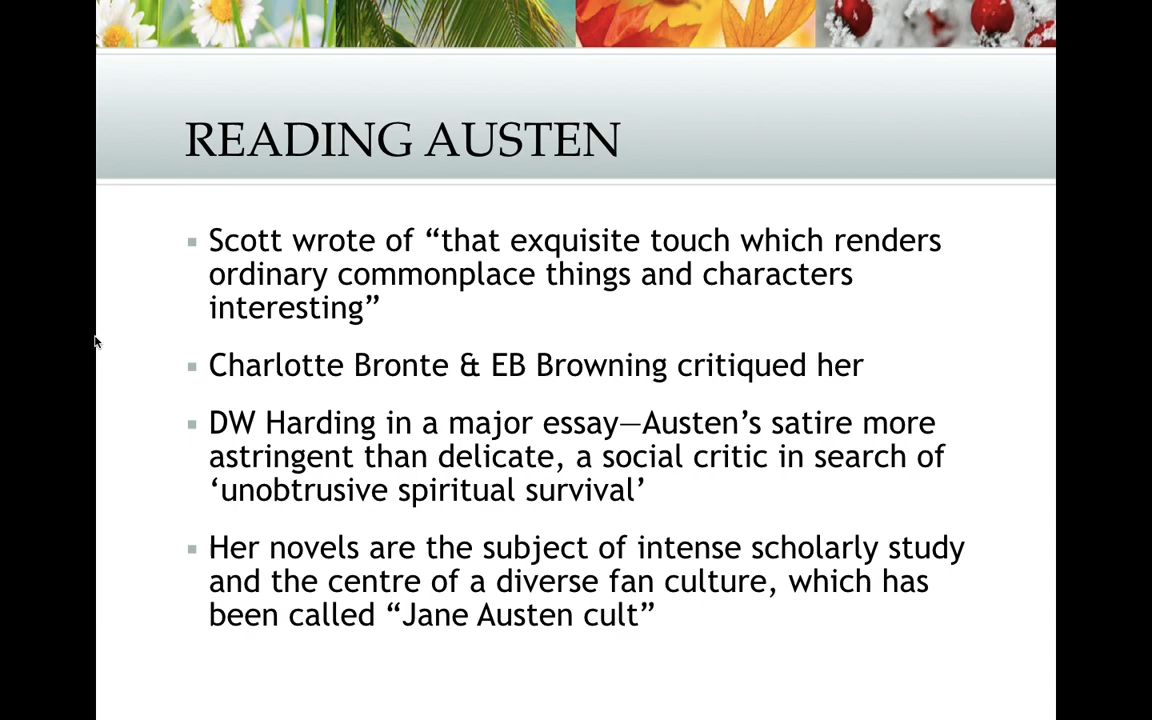 READING AUSTEN
Scott wrote of “that exquisite touch which renders
ordinary commonplace things and characters
interesting”
Charlotte Bronte & EB Browning critiqued her
DW Harding in a major essay—Austen’s satire more
astringent than delicate, a social critic in search of
‘unobtrusive spiritual survival’
Her novels are the subject of intense scholarly study
and the centre of a diverse fan culture, which has
been called “Jane Austen cult”